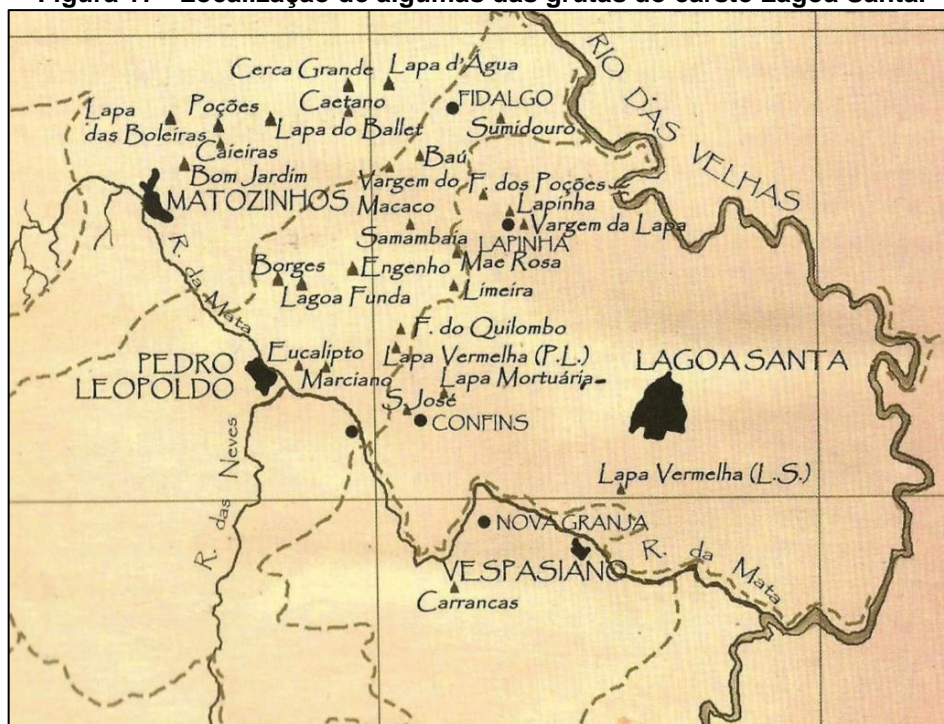 Figura 17 – Localização de algumas das grutas do carste Lagoa Santa.
RIO DAS VELHAS
Cerca Grande
Lapa d'Água
Caetano
FIDALGO
Sumidouro
Lapa
das Boleiras
Poções
Lapa do Ballet
Caieiras
Bom Jardim
Baú
MATOZINHOS
Vargem do
Macaco
F. dos Poções
Lapinha
Vargem da Lapa
Samambaia
LAPINHA
Mae Rosa
R. da Mata
Borges
Engenho
Lagoa Funda
Limeira
F. do Quilombo
PEDRO
LEOPOLDO
Eucalipto
Marciano
Lapa Vermelha (P.L.)
Lapa Mortuária
LAGOA SANTA
S. José
CONFINS
R. das Neves
Lapa Vermelha (L.S.)
NOVA GRANJA
VESPASIANO
R. da Mata
Carrancas